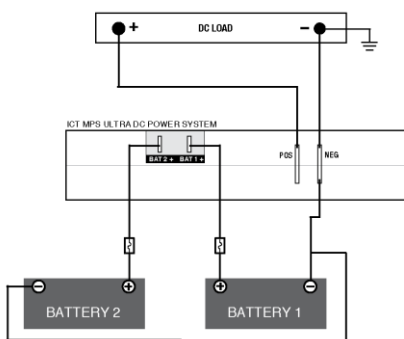 + DC LOAD −
ICT MPS ULTRA DC POWER SYSTEM
BAT 2 + BAT 1 +
POS NEG
− + + −
BATTERY 2 BATTERY 1